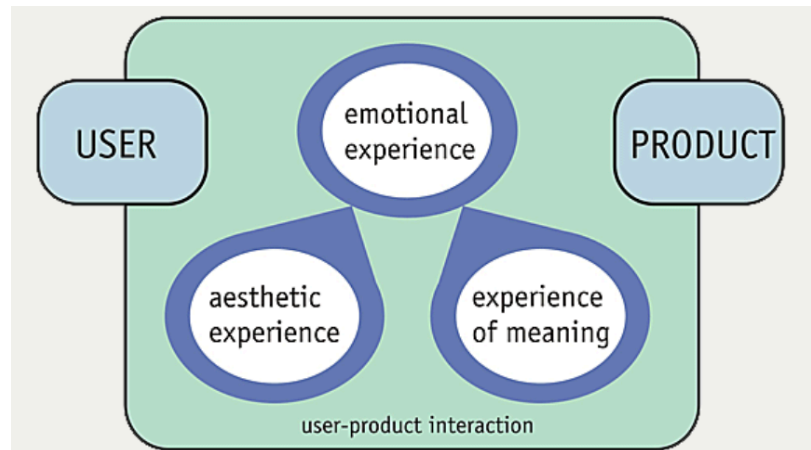 emotional
experience
USER
PRODUCT
aesthetic
experience
experience
of meaning
user-product interaction